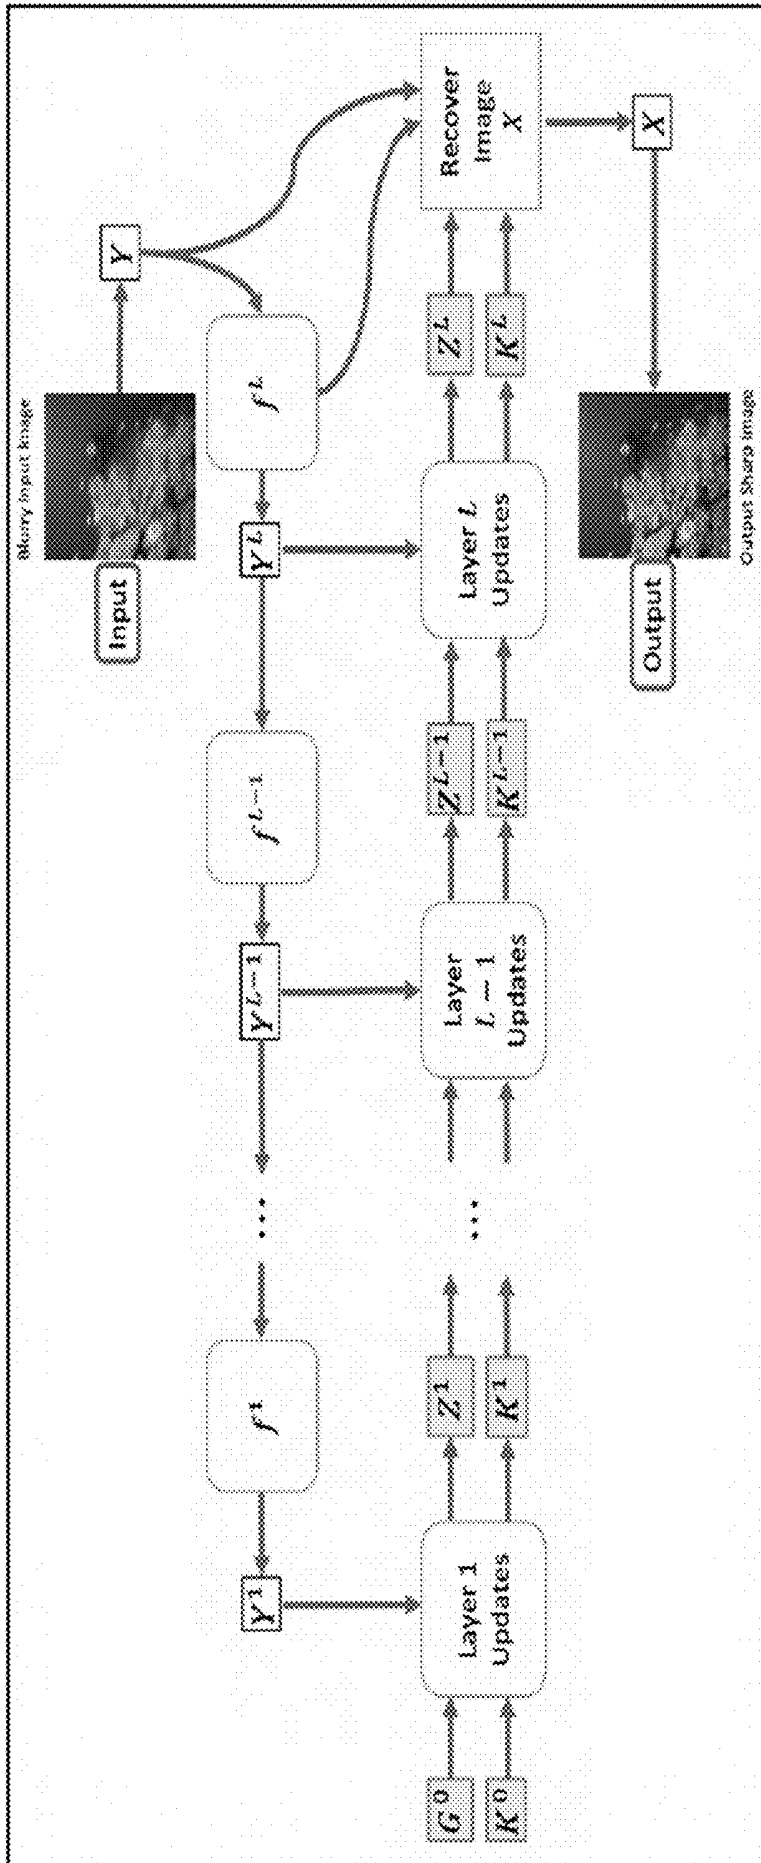 Blurry Input Image
Input
Y
f^L
Y^L
f^{L-1}
Y^{L-1}
...
f^1
Y^1
G^0
K^0
Layer 1
Updates
Z^1
K^1
...
Layer
L − 1
Updates
Z^{L-1}
K^{L-1}
Layer L
Updates
Z^L
K^L
Recover
Image
X
X
Output
Output Sharp Image